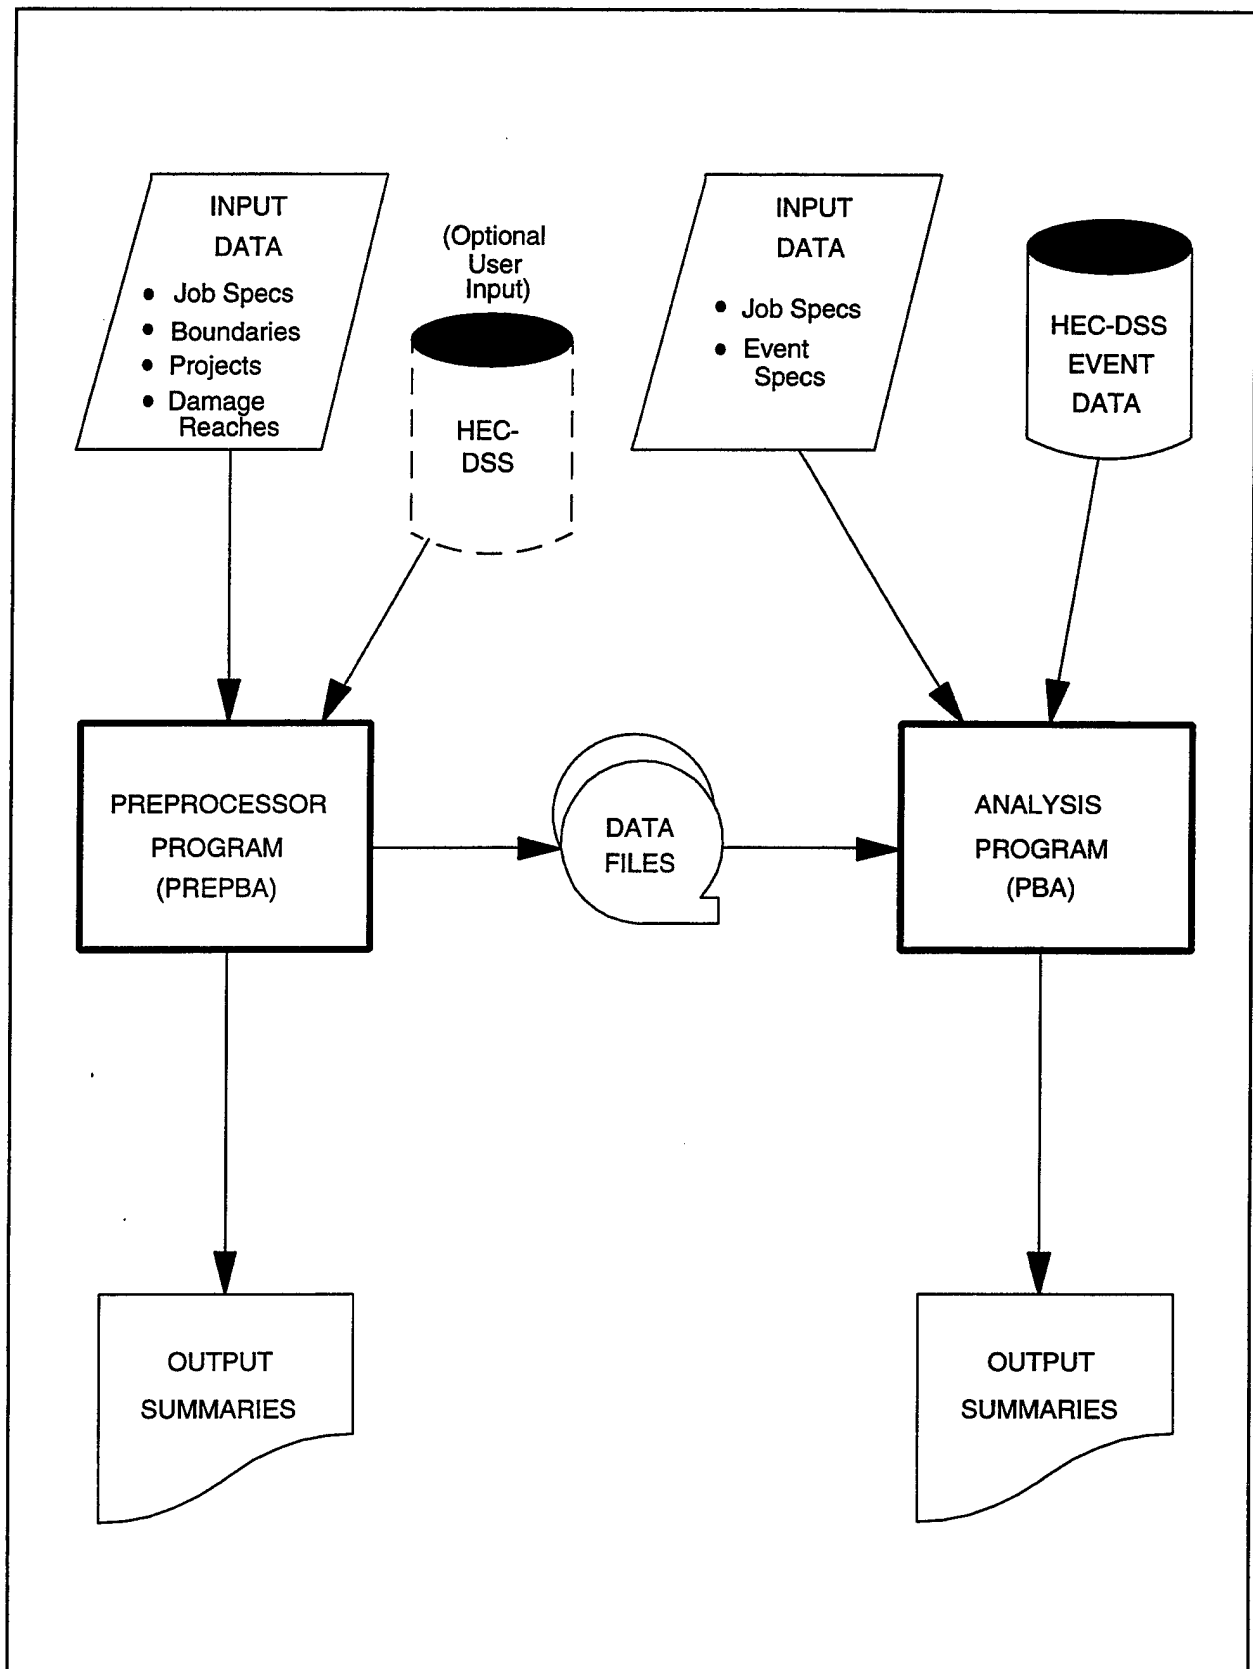 INPUT
DATA
• Job Specs
• Boundaries
• Projects
• Damage
Reaches
(Optional
User
Input)
HEC-
DSS
INPUT
DATA
• Job Specs
• Event
Specs
HEC-DSS
EVENT
DATA
PREPROCESSOR
PROGRAM
(PREPBA)
DATA
FILES
ANALYSIS
PROGRAM
(PBA)
OUTPUT
SUMMARIES
OUTPUT
SUMMARIES